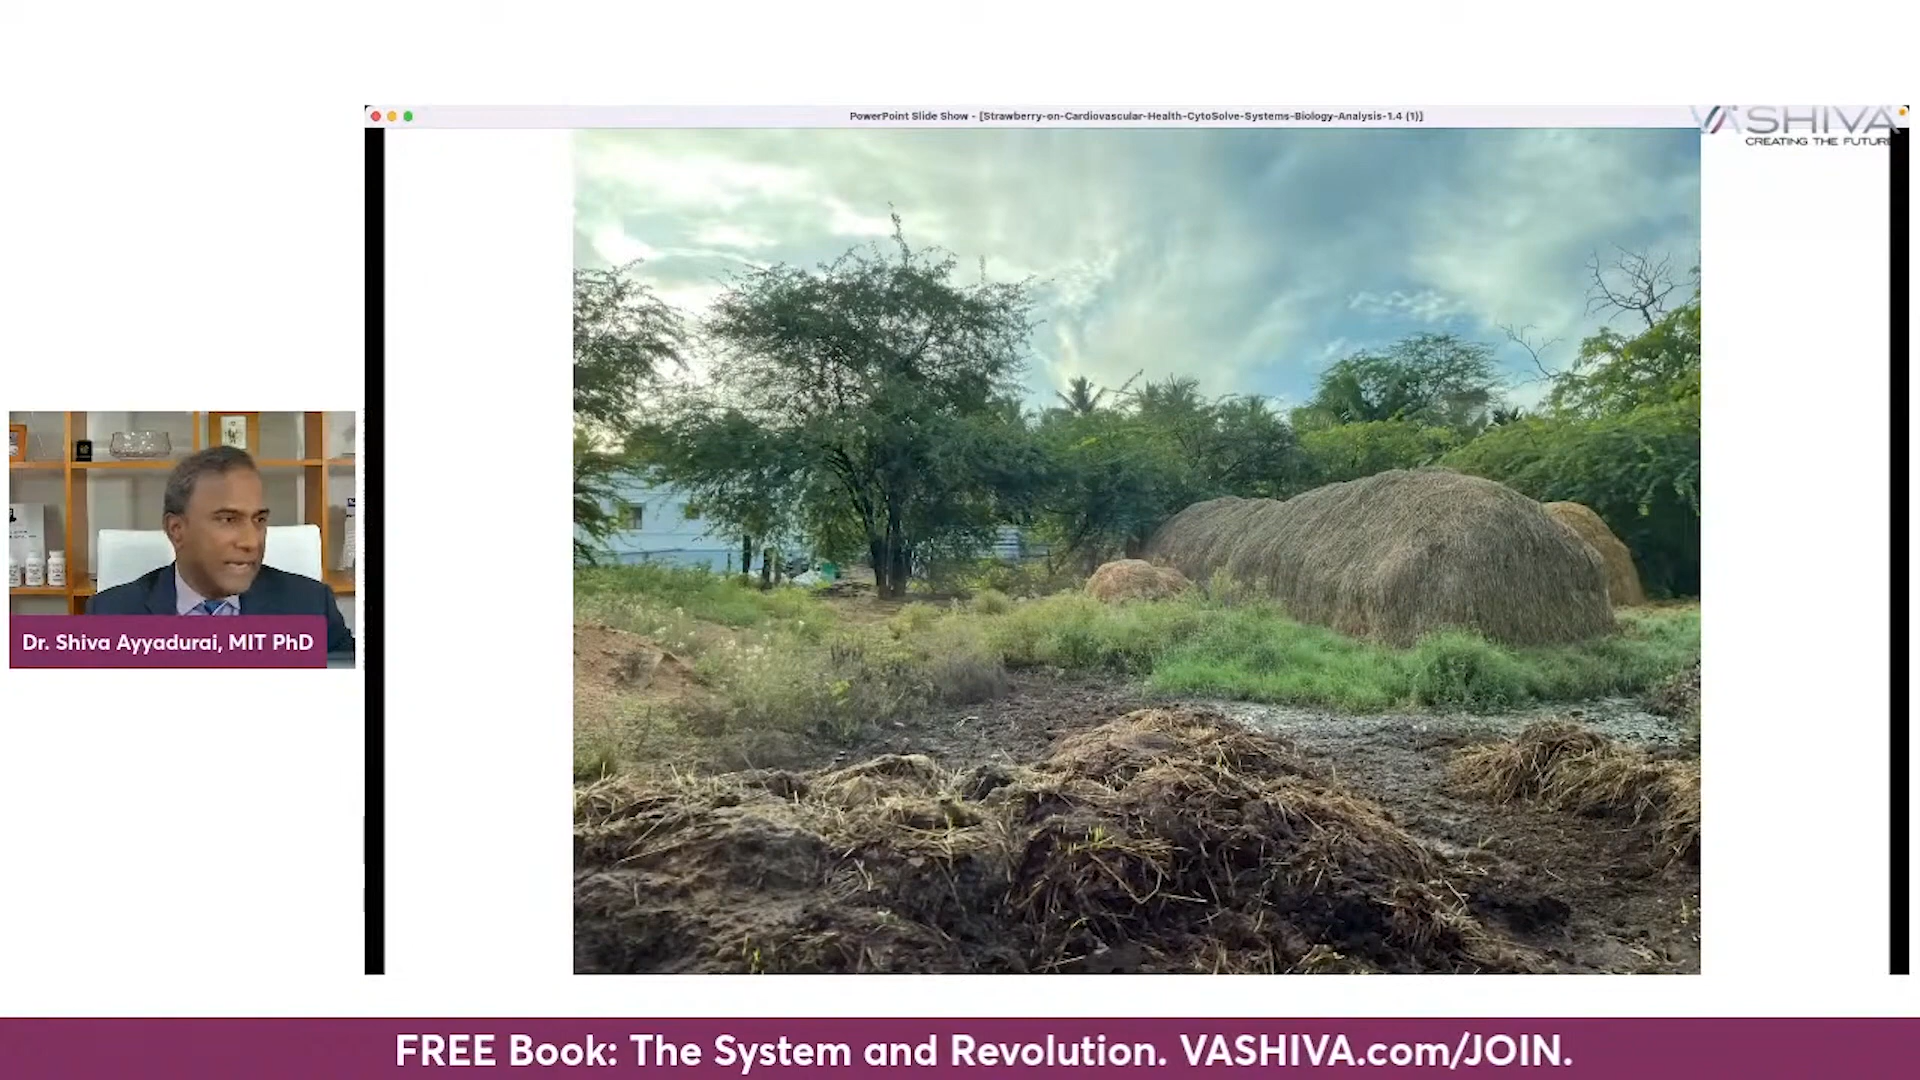 PowerPoint Slide Show - [Strawberry-on-Cardiovascular-Health-CytoSolve-Systems-Biology-Analysis-1.4 (1)]
VASHIVA
CREATING THE FUTURE
Dr. Shiva Ayyadurai, MIT PhD
FREE Book: The System and Revolution. VASHIVA.com/JOIN.